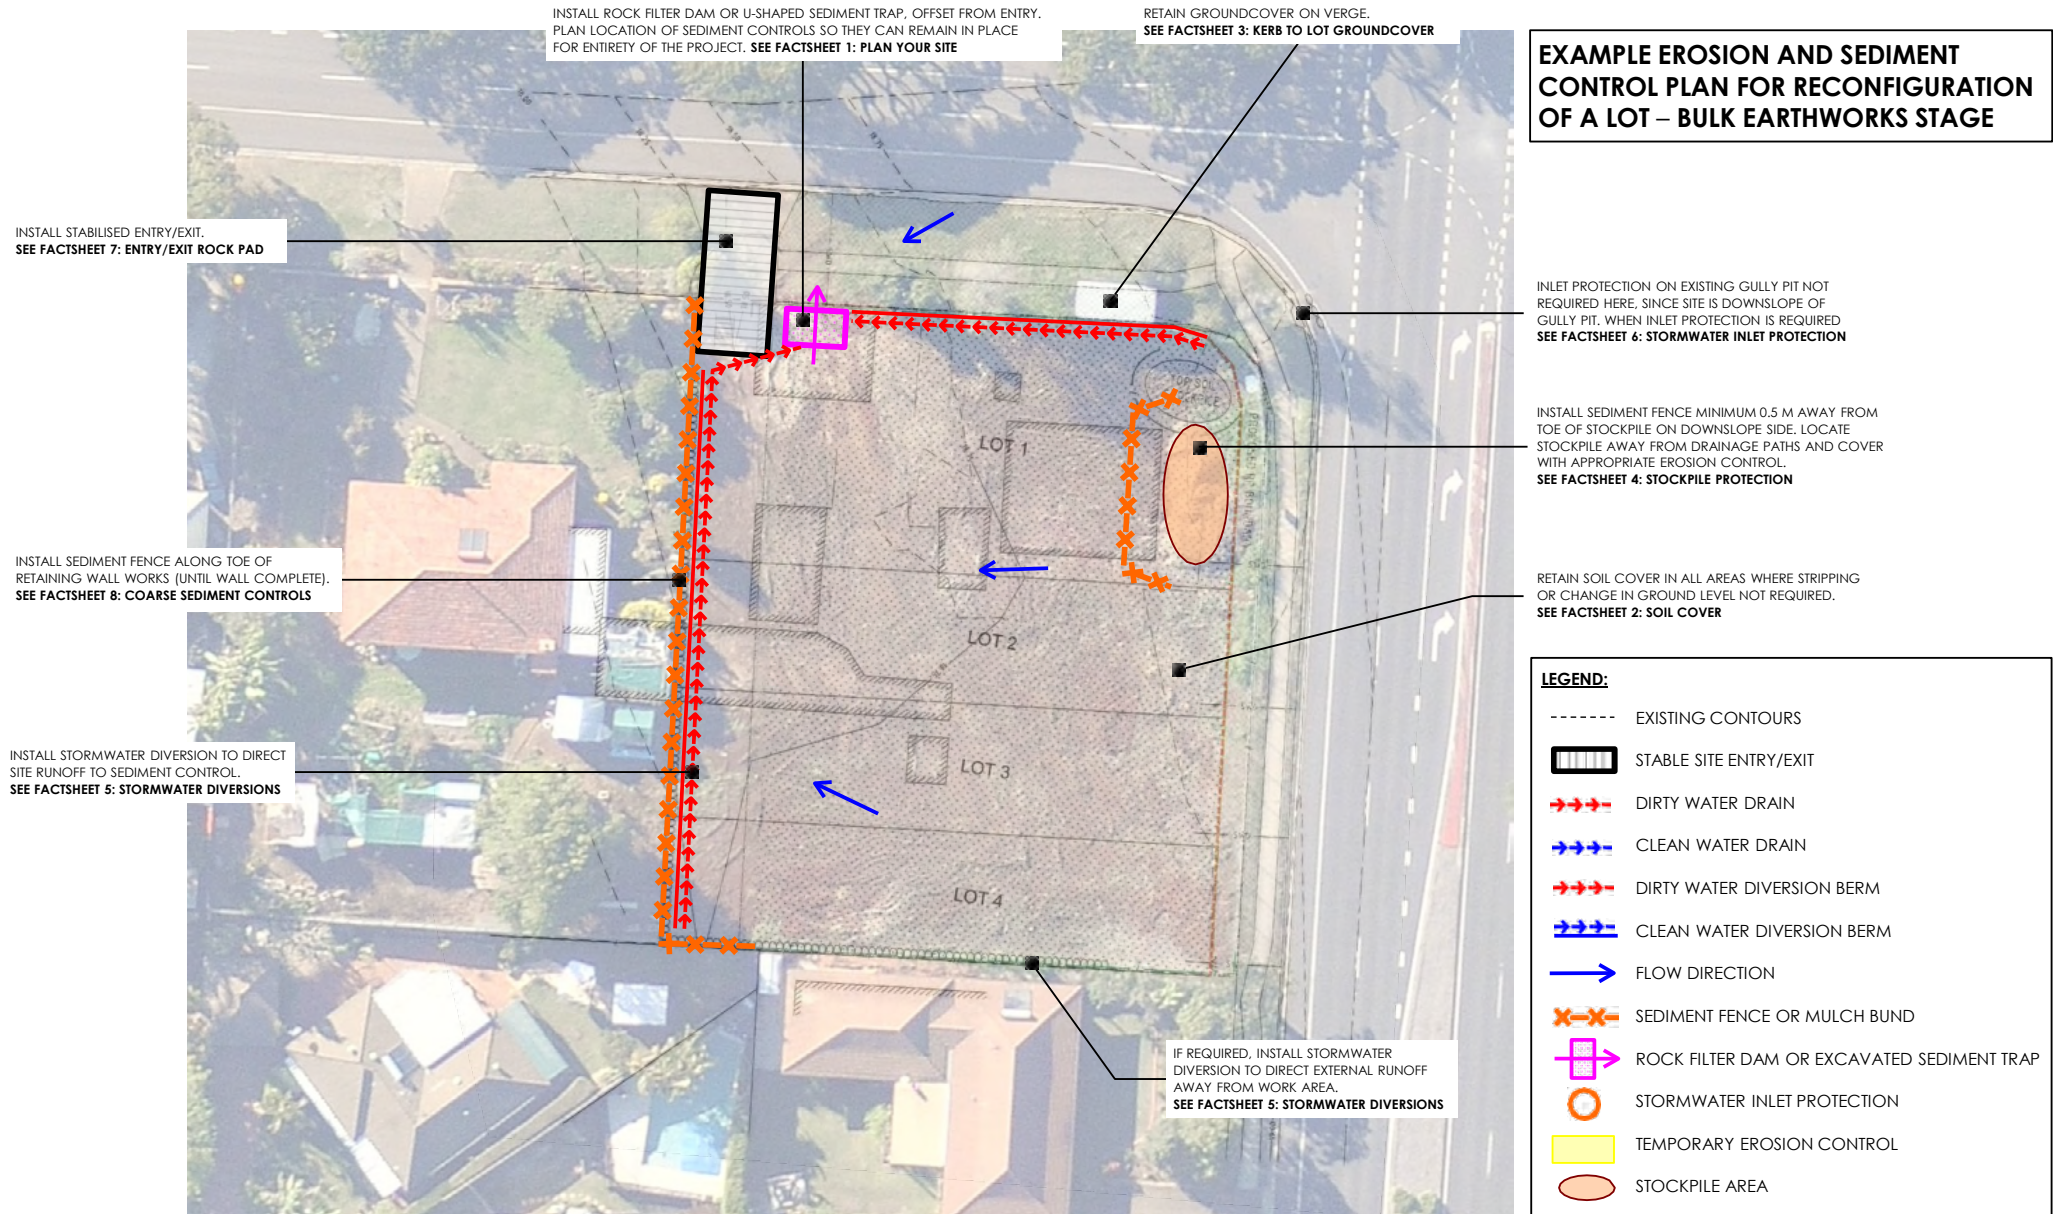 INSTALL ROCK FILTER DAM OR U-SHAPED SEDIMENT TRAP, OFFSET FROM ENTRY.
PLAN LOCATION OF SEDIMENT CONTROLS SO THEY CAN REMAIN IN PLACE
FOR ENTIRETY OF THE PROJECT. SEE FACTSHEET 1: PLAN YOUR SITE
RETAIN GROUNDCOVER ON VERGE.
SEE FACTSHEET 3: KERB TO LOT GROUNDCOVER
EXAMPLE EROSION AND SEDIMENT
CONTROL PLAN FOR RECONFIGURATION
OF A LOT – BULK EARTHWORKS STAGE
INSTALL STABILISED ENTRY/EXIT.
SEE FACTSHEET 7: ENTRY/EXIT ROCK PAD
INLET PROTECTION ON EXISTING GULLY PIT NOT
REQUIRED HERE, SINCE SITE IS DOWNSLOPE OF
GULLY PIT. WHEN INLET PROTECTION IS REQUIRED
SEE FACTSHEET 6: STORMWATER INLET PROTECTION
INSTALL SEDIMENT FENCE MINIMUM 0.5 M AWAY FROM
TOE OF STOCKPILE ON DOWNSLOPE SIDE. LOCATE
STOCKPILE AWAY FROM DRAINAGE PATHS AND COVER
WITH APPROPRIATE EROSION CONTROL.
SEE FACTSHEET 4: STOCKPILE PROTECTION
TOP SOIL
LOT 1
INSTALL SEDIMENT FENCE ALONG TOE OF
RETAINING WALL WORKS (UNTIL WALL COMPLETE).
SEE FACTSHEET 8: COARSE SEDIMENT CONTROLS
RETAIN SOIL COVER IN ALL AREAS WHERE STRIPPING
OR CHANGE IN GROUND LEVEL NOT REQUIRED.
SEE FACTSHEET 2: SOIL COVER
LOT 2
INSTALL STORMWATER DIVERSION TO DIRECT
SITE RUNOFF TO SEDIMENT CONTROL.
SEE FACTSHEET 5: STORMWATER DIVERSIONS
LOT 3
LOT 4
IF REQUIRED, INSTALL STORMWATER
DIVERSION TO DIRECT EXTERNAL RUNOFF
AWAY FROM WORK AREA.
SEE FACTSHEET 5: STORMWATER DIVERSIONS
LEGEND:
EXISTING CONTOURS
STABLE SITE ENTRY/EXIT
DIRTY WATER DRAIN
CLEAN WATER DRAIN
DIRTY WATER DIVERSION BERM
CLEAN WATER DIVERSION BERM
FLOW DIRECTION
SEDIMENT FENCE OR MULCH BUND
ROCK FILTER DAM OR EXCAVATED SEDIMENT TRAP
STORMWATER INLET PROTECTION
TEMPORARY EROSION CONTROL
STOCKPILE AREA